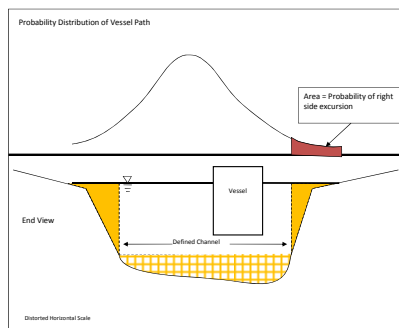 Probability Distribution of Vessel Path
Area = Probability of right
side excursion
Vessel
End View
Defined Channel
Distorted Horizontal Scale